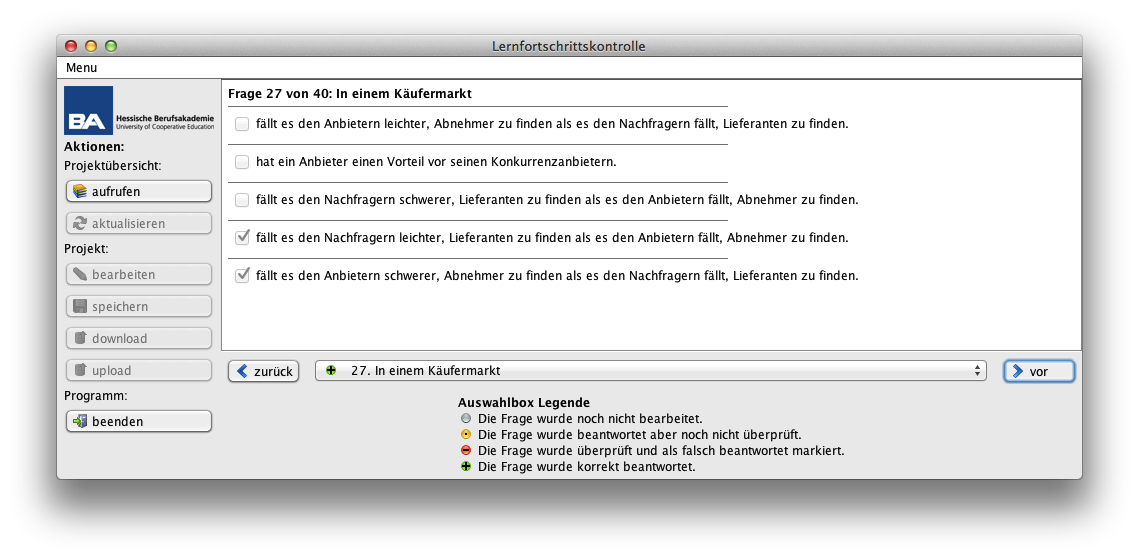 Lernfortschrittskontrolle
Menu
BA Hessische Berufsakademie
University of Cooperative Education
Aktionen:
Projektübersicht:
aufrufen
aktualisieren
Projekt:
bearbeiten
speichern
download
upload
Programm:
beenden
Frage 27 von 40: In einem Käufermarkt
fällt es den Anbietern leichter, Abnehmer zu finden als es den Nachfragern fällt, Lieferanten zu finden.
hat ein Anbieter einen Vorteil vor seinen Konkurrenzanbietern.
fällt es den Nachfragern schwerer, Lieferanten zu finden als es den Anbietern fällt, Abnehmer zu finden.
fällt es den Nachfragern leichter, Lieferanten zu finden als es den Anbietern fällt, Abnehmer zu finden.
fällt es den Anbietern schwerer, Abnehmer zu finden als es den Nachfragern fällt, Lieferanten zu finden.
zurück
27. In einem Käufermarkt
vor
Auswahlbox Legende
Die Frage wurde noch nicht bearbeitet.
Die Frage wurde beantwortet aber noch nicht überprüft.
Die Frage wurde überprüft und als falsch beantwortet markiert.
Die Frage wurde korrekt beantwortet.